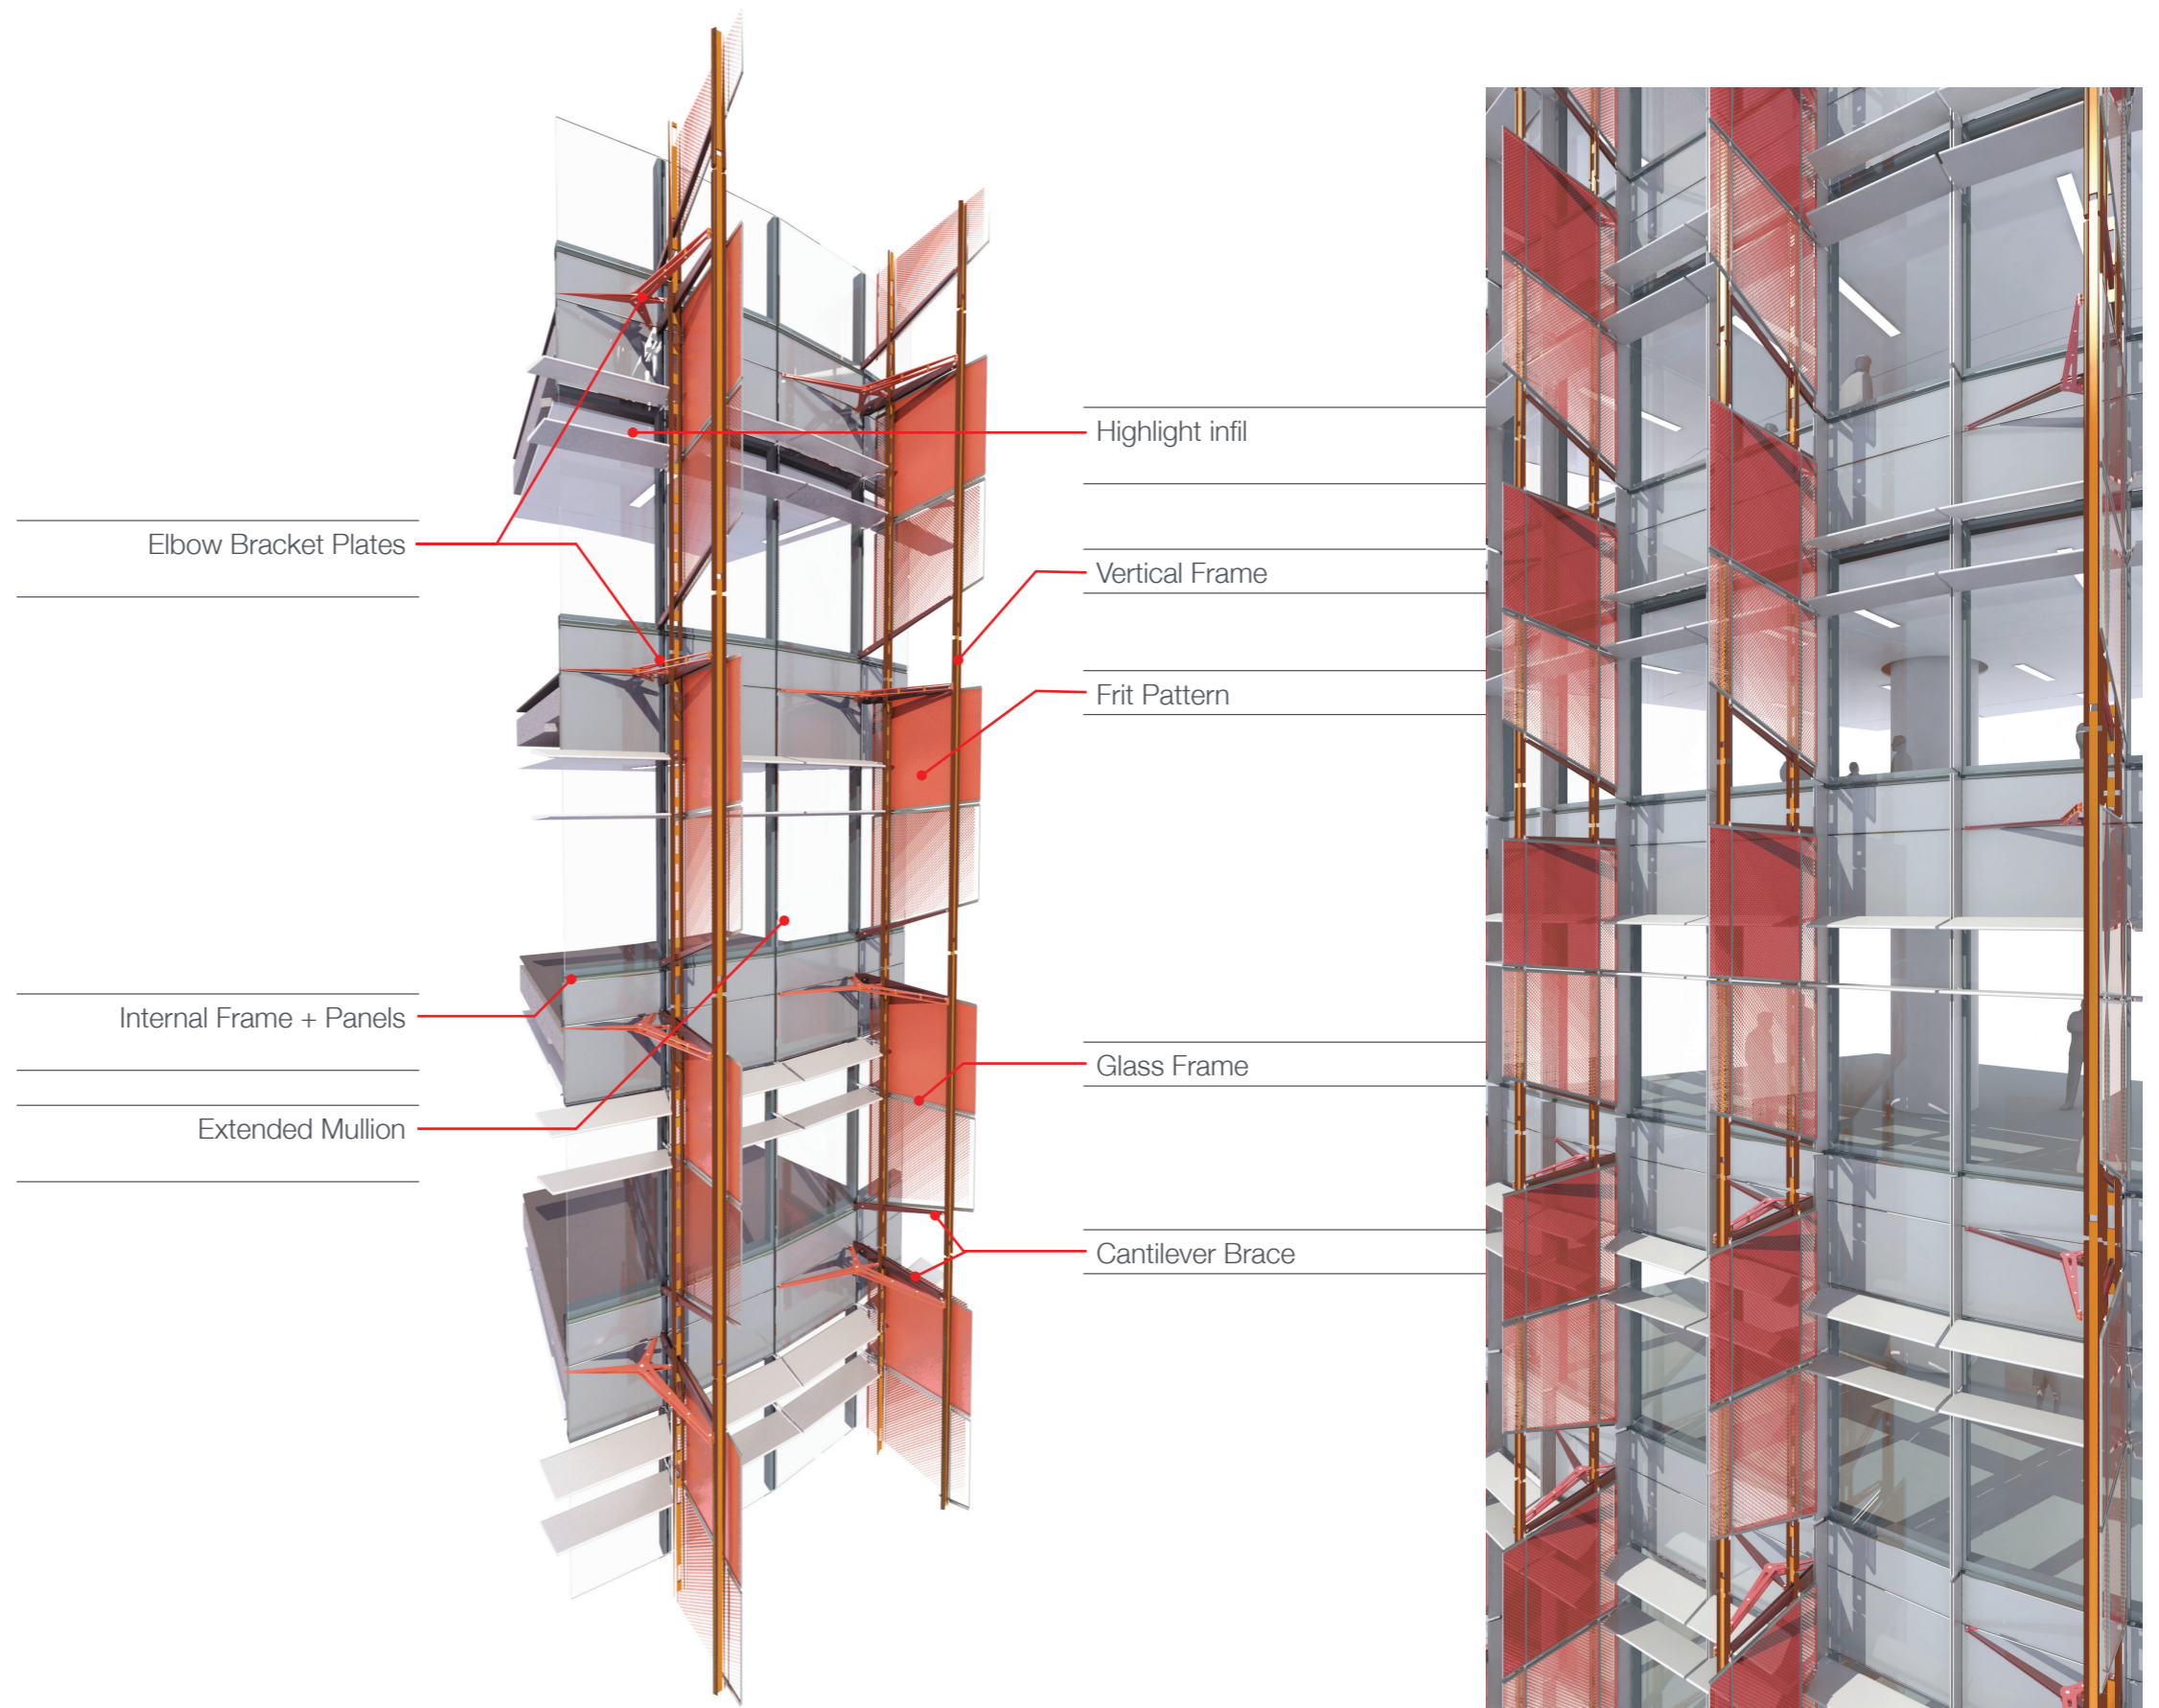 Highlight infil
Elbow Bracket Plates
Vertical Frame
Frit Pattern
Internal Frame + Panels
Glass Frame
Extended Mullion
Cantilever Brace